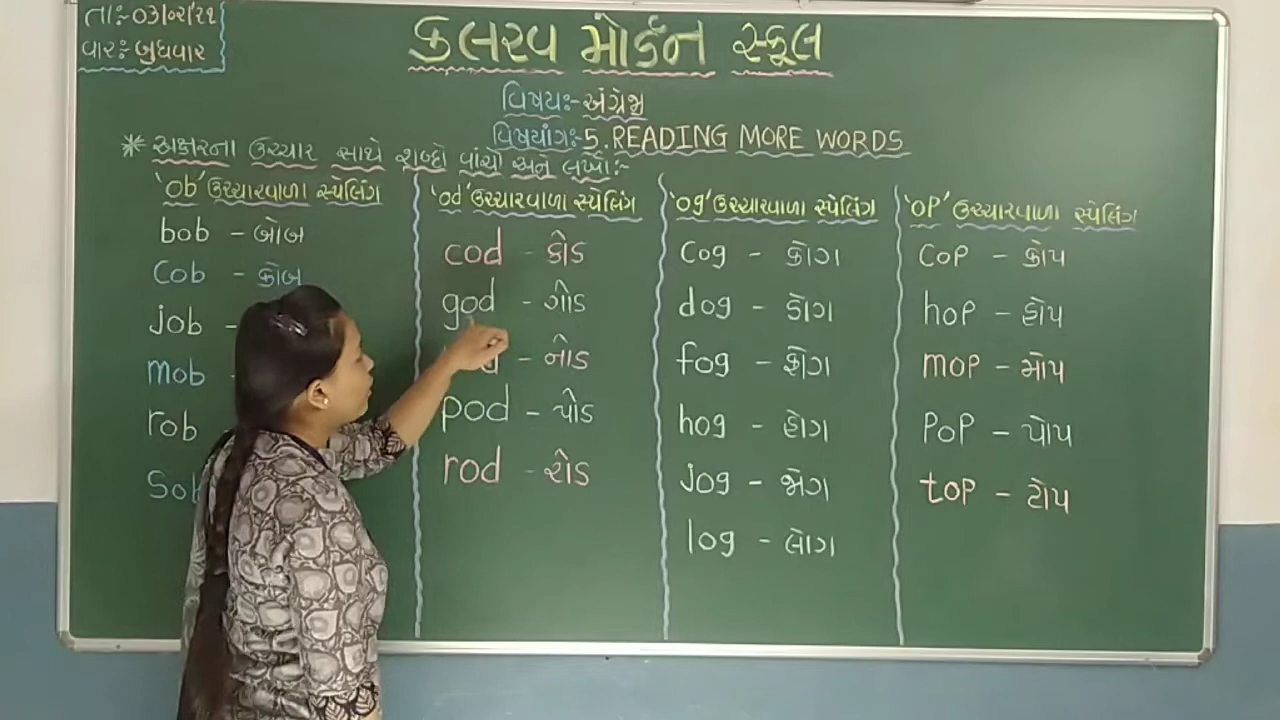 તાઃ-૦૩/૦૨/૨૧
વારઃ-બુધવાર
કલરવ મોર્ડન સ્કૂલ
વિષયઃ-અંગ્રેજી
વિષયાંગઃ-5.READING MORE WORDS
* અક્ષરના ઉચ્ચાર સાથે શબ્દો વાંચો અને લખોઃ-
'ob' ઉચ્ચારવાળા સ્પેલિંગ
bob - બોબ
Cob - કોબ
job -
mob -
rob
Sob
'od' ઉચ્ચારવાળા સ્પેલિંગ
cod - કોડ
god - ગોડ
- નોડ
pod - પોડ
rod - રોડ
'og' ઉચ્ચારવાળા સ્પેલિંગ
Cog - કોગ
dog - ડોગ
fog - ફોગ
hog - હોગ
jog - જોગ
log - લોગ
'oP' ઉચ્ચારવાળા સ્પેલિંગ
CoP - કોપ
hoP - હોપ
moP - મોપ
PoP - પોપ
toP - ટોપ